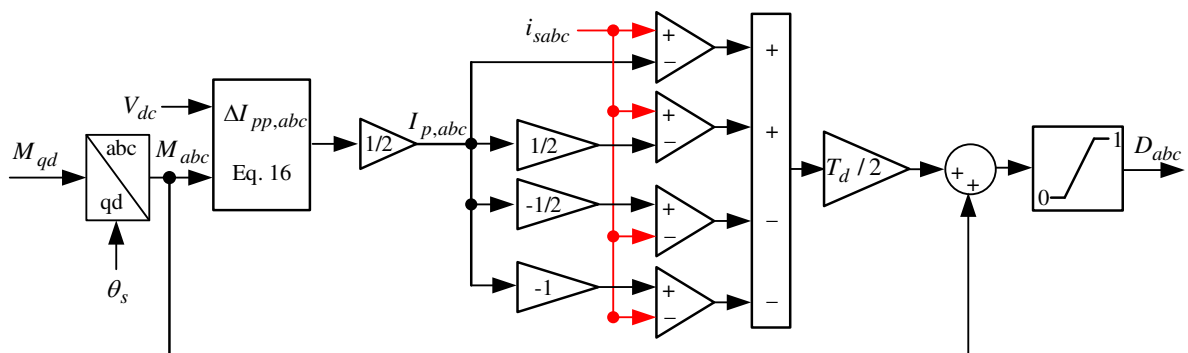 i_sabc
+
−
+
V_dc
ΔI_pp,abc
+
−
+
M_qd
abc
M_abc
1/2
I_p,abc
1/2
T_d / 2
+
+
1
D_abc
Eq. 16
qd
-1/2
+
−
−
0
θ_s
-1
+
−
−